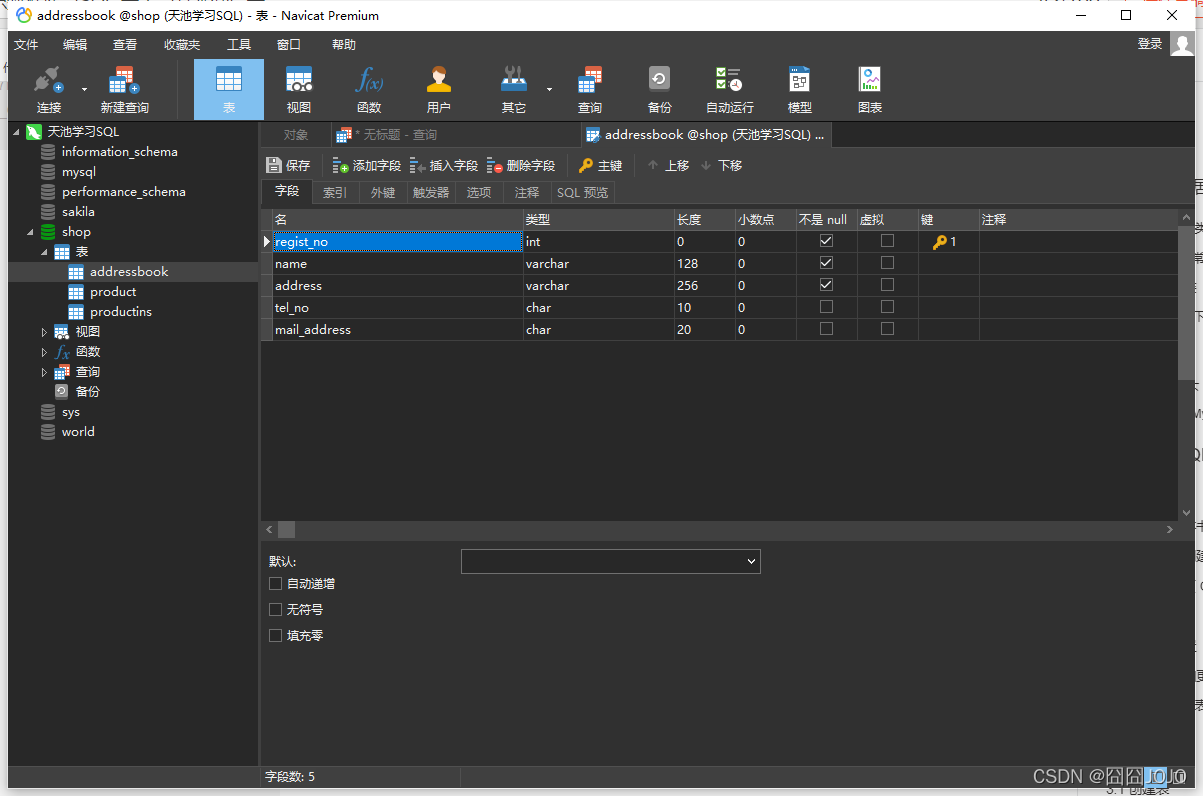 addressbook @shop (天池学习SQL) - 表 - Navicat Premium
文件 编辑 查看 收藏夹 工具 窗口 帮助 登录
连接 新建查询 表 视图 函数 用户 其它 查询 备份 自动运行 模型 图表
对象 * 无标题 - 查询 addressbook @shop (天池学习SQL) ...
天池学习SQL
information_schema
mysql
performance_schema
sakila
shop
表
addressbook
product
productins
视图
函数
查询
备份
sys
world
保存 添加字段 插入字段 删除字段 主键 上移 下移
字段 索引 外键 触发器 选项 注释 SQL 预览
名 类型 长度 小数点 不是 null 虚拟 键 注释
regist_no int 0 0 1
name varchar 128 0
address varchar 256 0
tel_no char 10 0
mail_address char 20 0
默认:
自动递增
无符号
填充零
字段数: 5
CSDN @囧囧JOJO
3.1 创建表